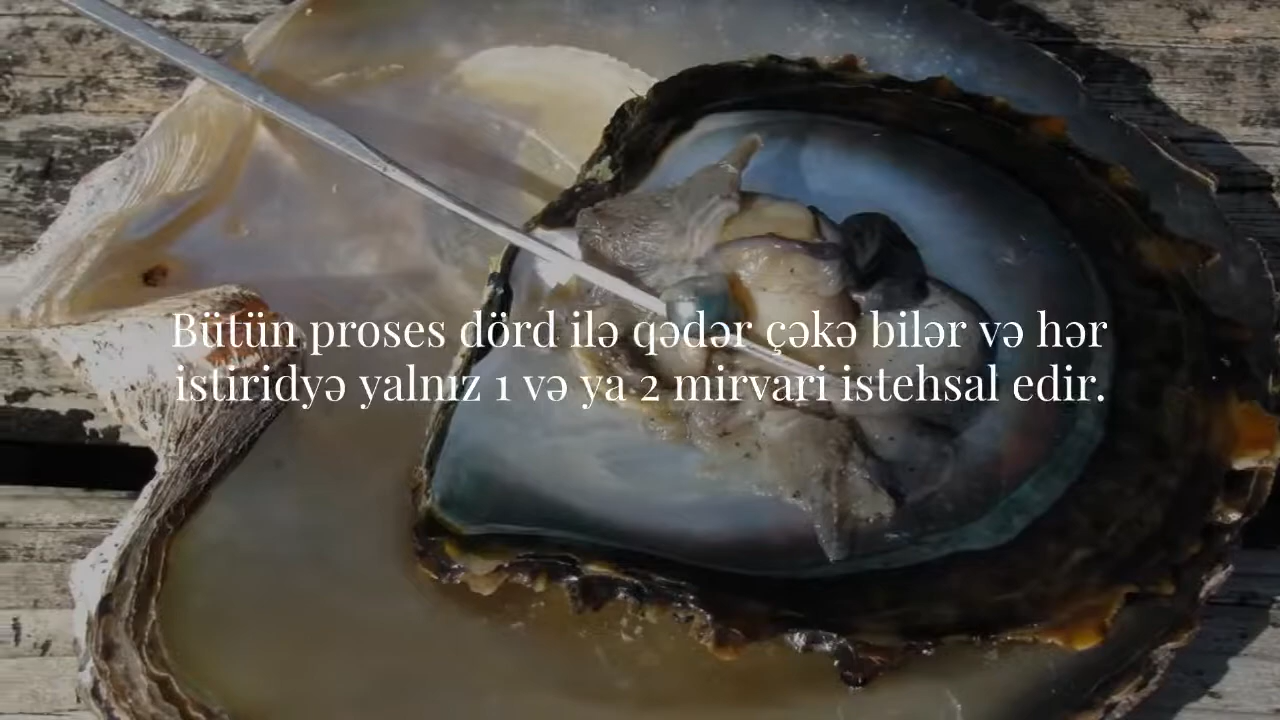 Bütün proses dörd ilə qədər çəkə bilər və hər
istiridyə yalnız 1 və ya 2 mirvari istehsal edir.